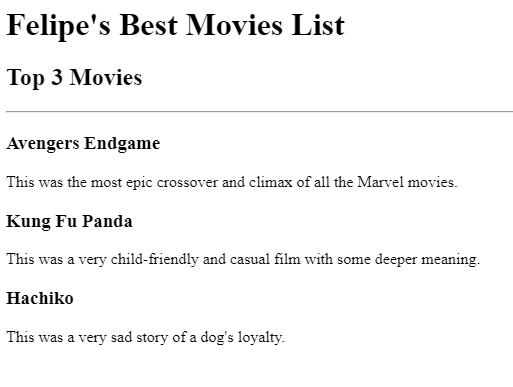 Felipe's Best Movies List
Top 3 Movies
Avengers Endgame
This was the most epic crossover and climax of all the Marvel movies.
Kung Fu Panda
This was a very child-friendly and casual film with some deeper meaning.
Hachiko
This was a very sad story of a dog's loyalty.